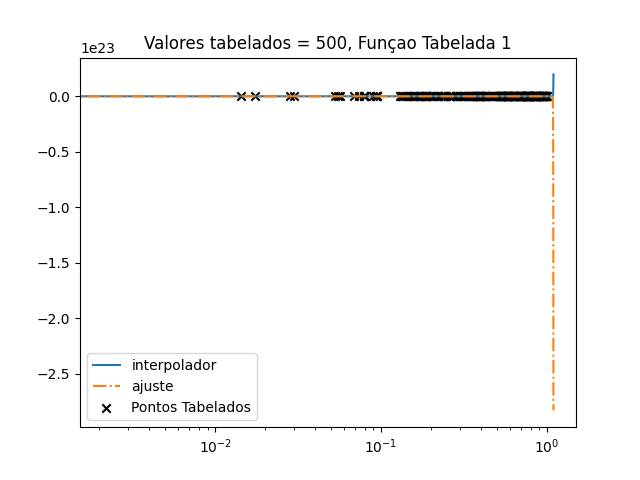 Valores tabelados = 500, Funçao Tabelada 1
1e23
0.0
−0.5
−1.0
−1.5
−2.0
−2.5
interpolador
ajuste
Pontos Tabelados
10⁻² 10⁻¹ 10⁰